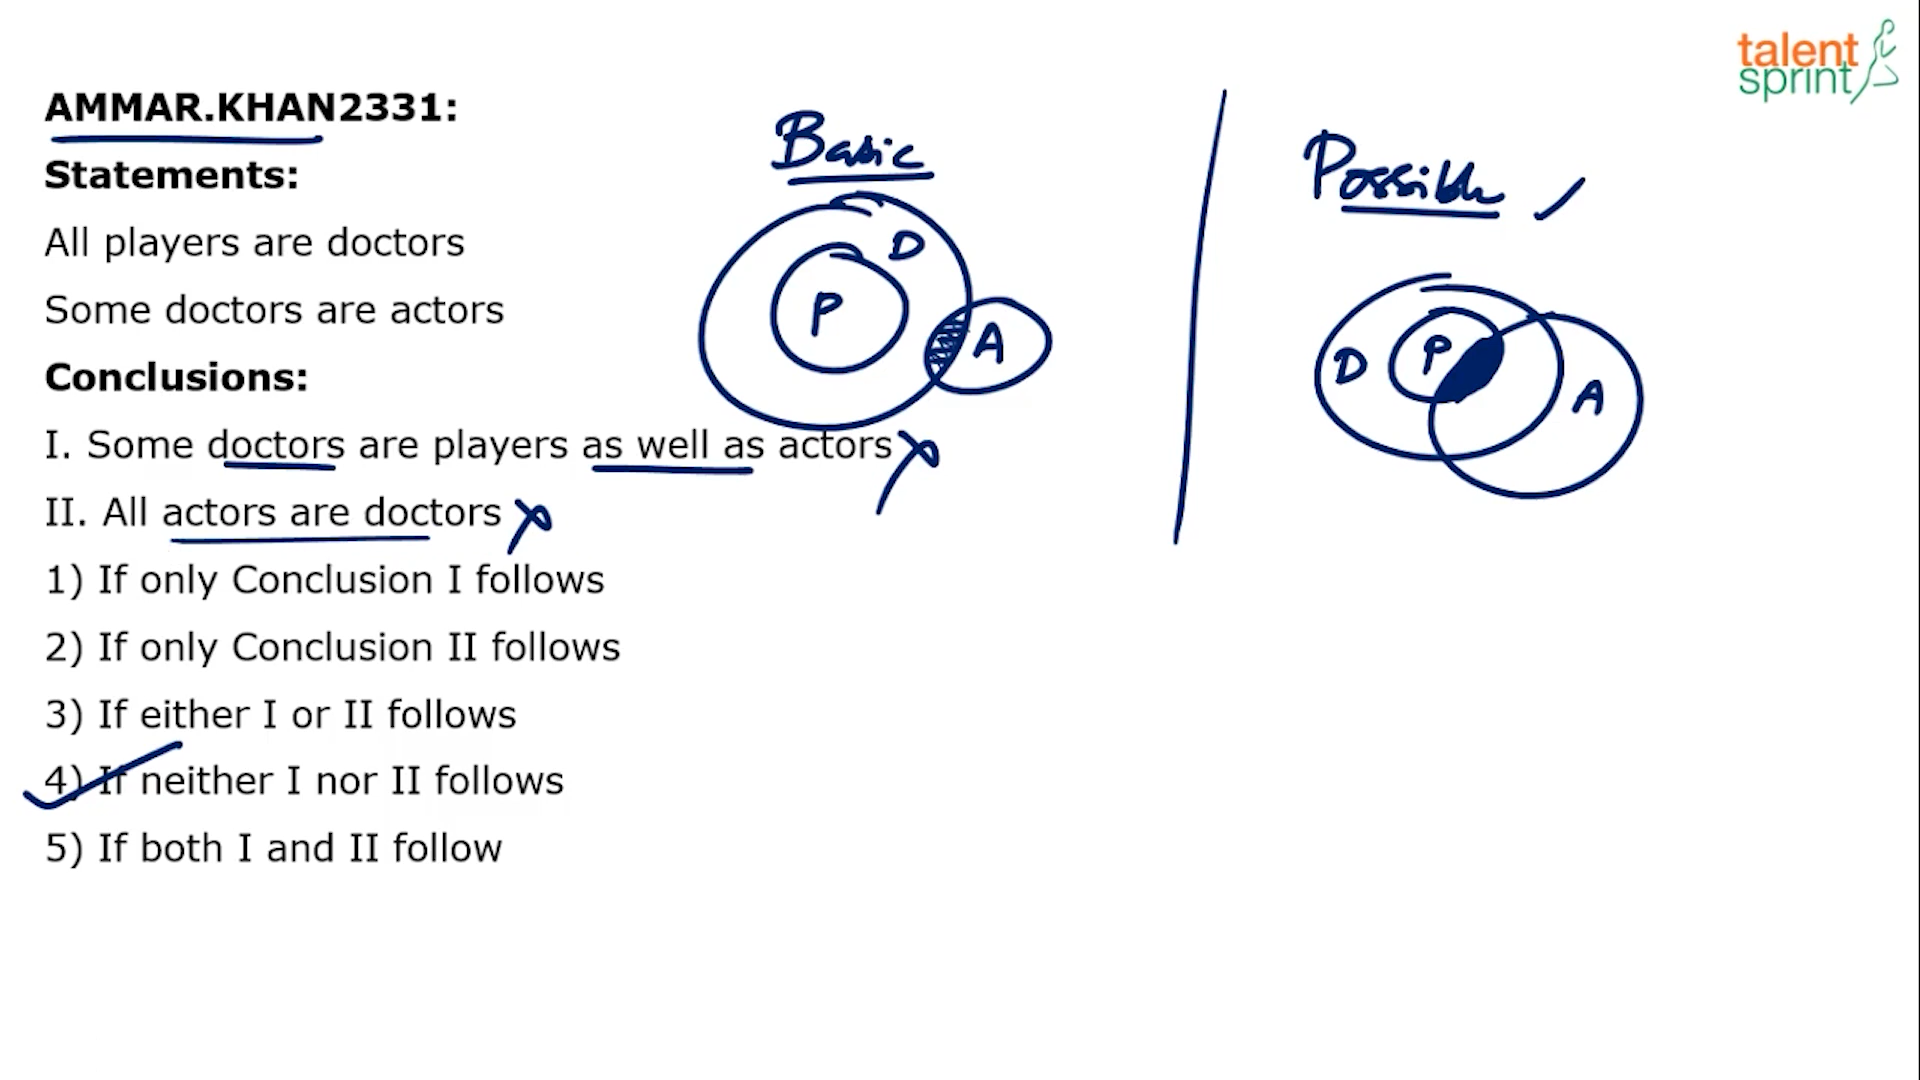 talent
sprint
AMMAR.KHAN2331:
Statements:
All players are doctors
Some doctors are actors
Conclusions:
I. Some doctors are players as well as actors
II. All actors are doctors
1) If only Conclusion I follows
2) If only Conclusion II follows
3) If either I or II follows
4) If neither I nor II follows
5) If both I and II follow
Basic
D
P
A
Possible
D
P
A